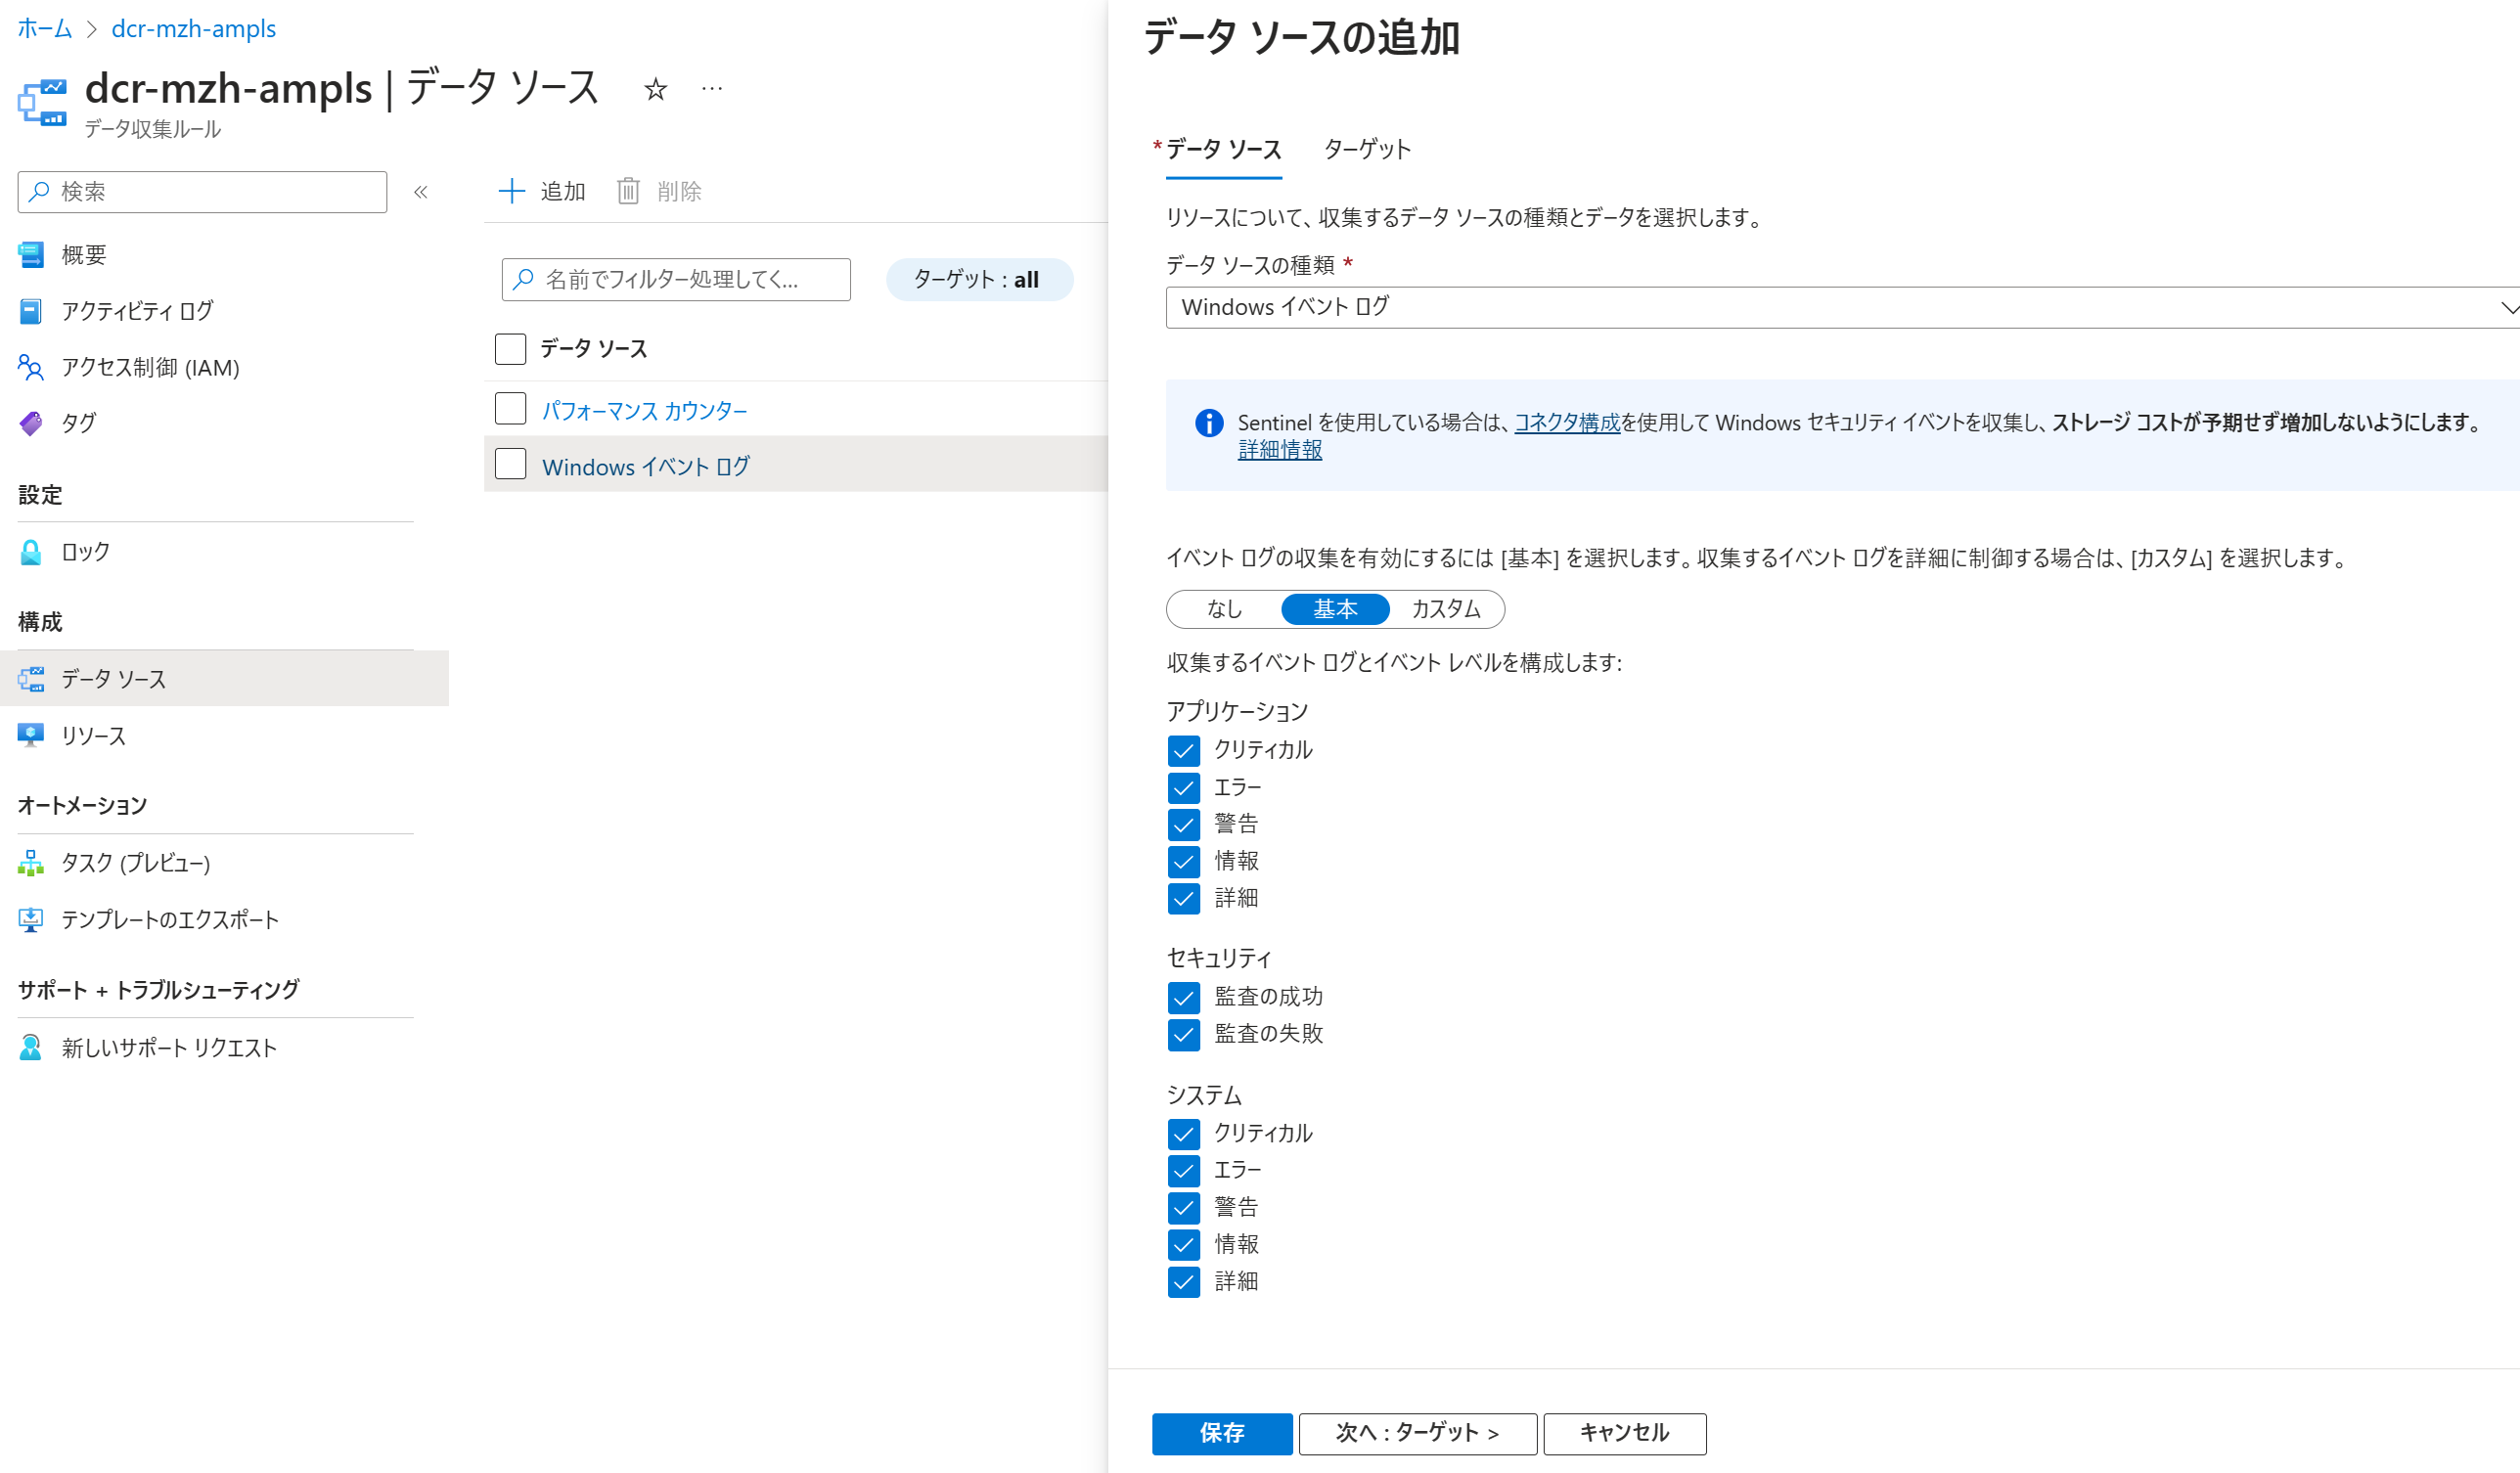 ホーム > dcr-mzh-ampls
dcr-mzh-ampls | データ ソース ☆ …
データ収集ルール
検索 «
概要
アクティビティ ログ
アクセス制御 (IAM)
タグ
設定
ロック
構成
データ ソース
リソース
オートメーション
タスク (プレビュー)
テンプレートのエクスポート
サポート + トラブルシューティング
新しいサポート リクエスト
+ 追加 削除
名前でフィルター処理してく... ターゲット : all
データ ソース
パフォーマンス カウンター
Windows イベント ログ
データ ソースの追加
* データ ソース ターゲット
リソースについて、収集するデータ ソースの種類とデータを選択します。
データ ソースの種類 *
Windows イベント ログ
Sentinel を使用している場合は、コネクタ構成を使用して Windows セキュリティ イベントを収集し、ストレージ コストが予期せず増加しないようにします。
詳細情報
イベント ログの収集を有効にするには [基本] を選択します。収集するイベント ログを詳細に制御する場合は、[カスタム] を選択します。
なし 基本 カスタム
収集するイベント ログとイベント レベルを構成します:
アプリケーション
クリティカル
エラー
警告
情報
詳細
セキュリティ
監査の成功
監査の失敗
システム
クリティカル
エラー
警告
情報
詳細
保存 次へ : ターゲット > キャンセル